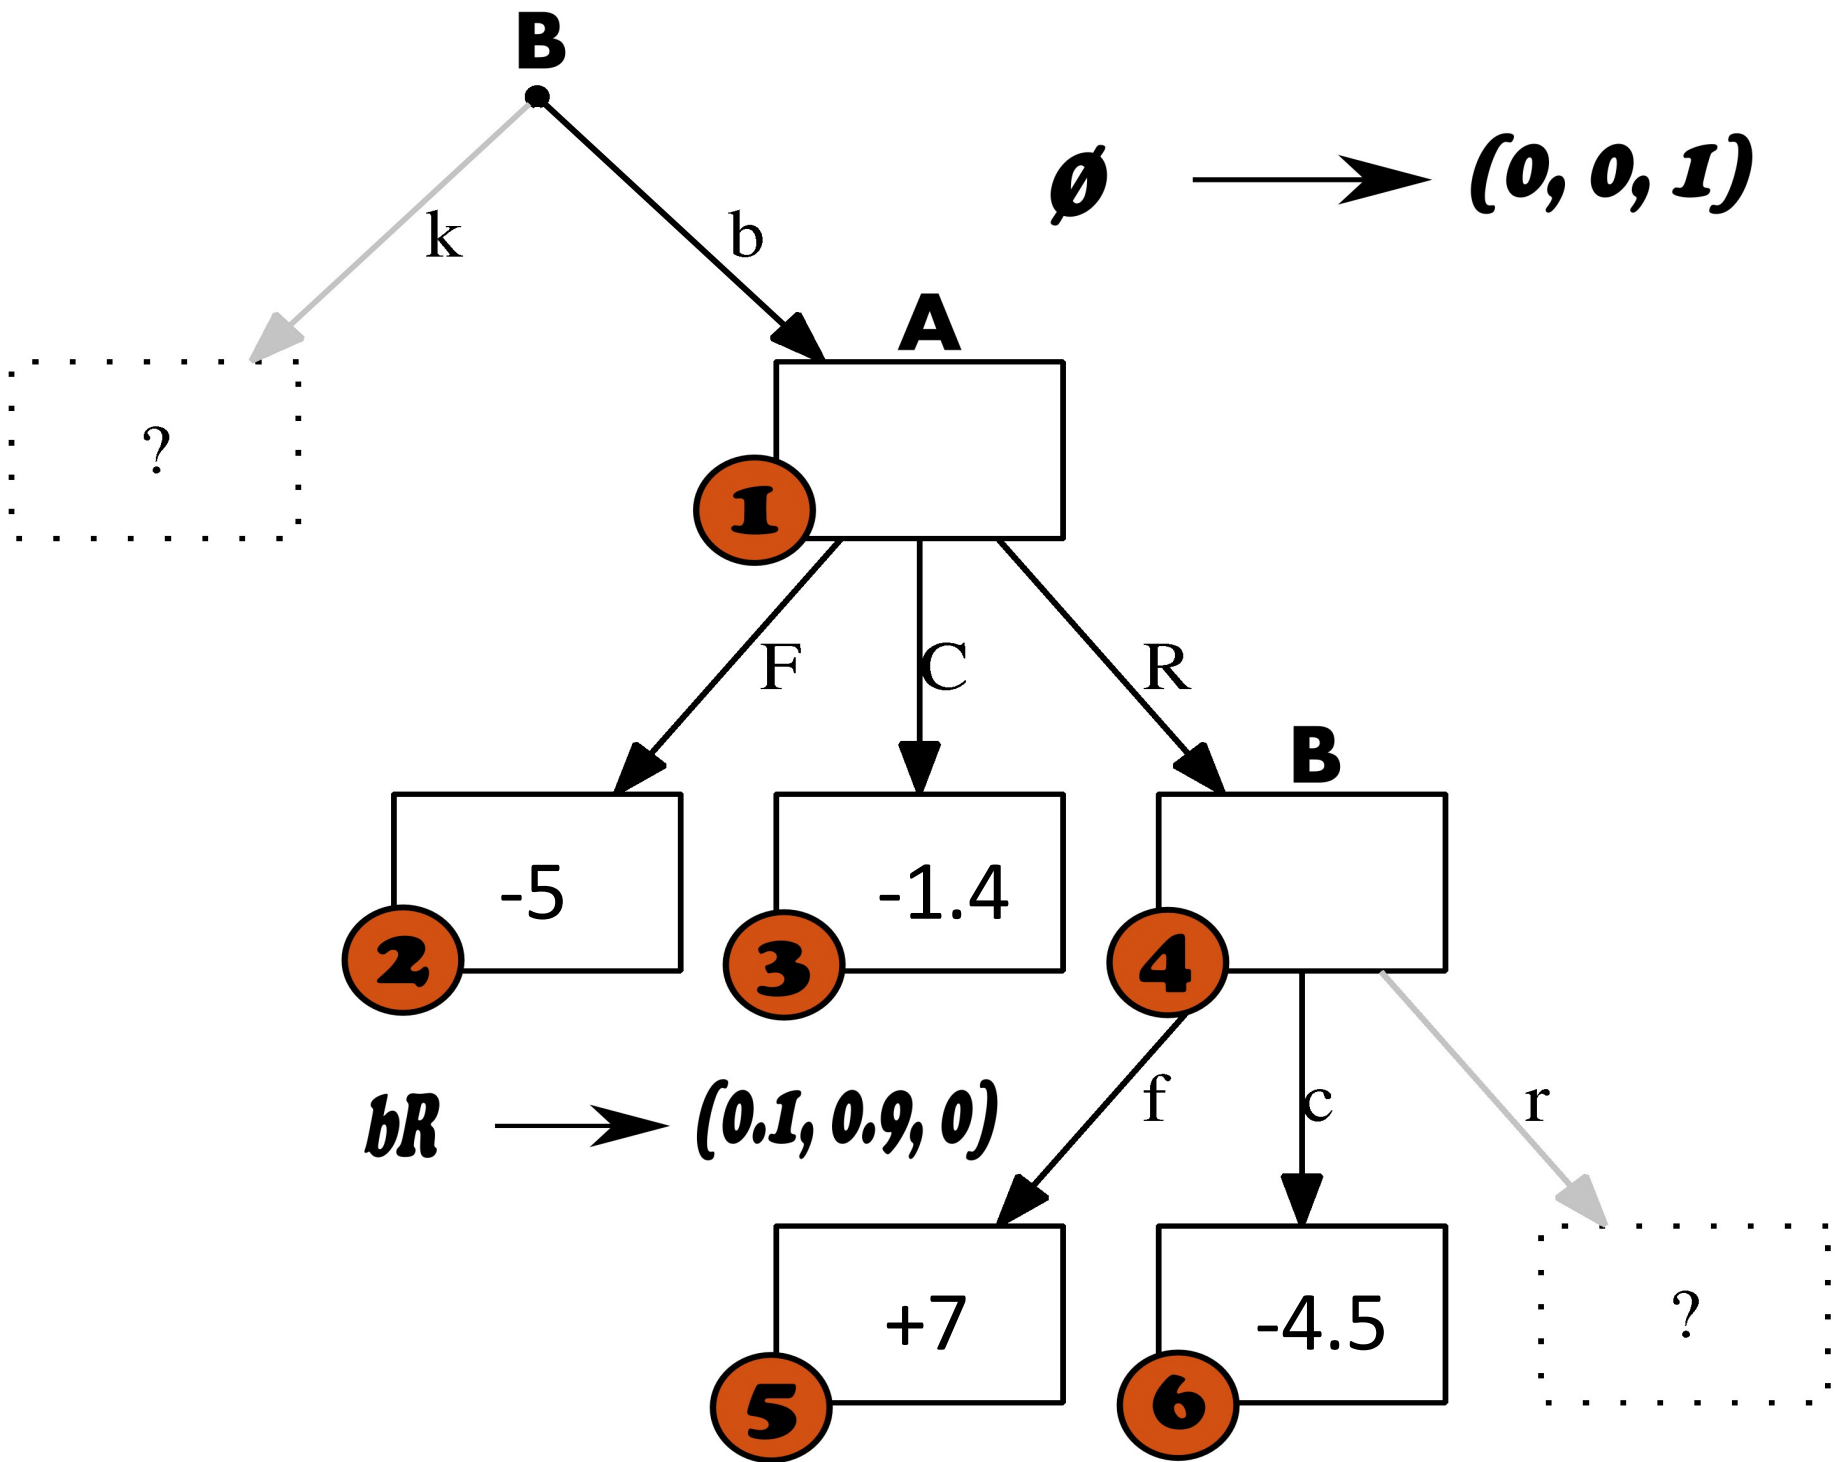 B
ø (0, 0, 1)
k b
A
?
1
F C R
B
-5 -1.4
2 3 4
bR (0.1, 0.9, 0)
f c r
+7 -4.5 ?
5 6